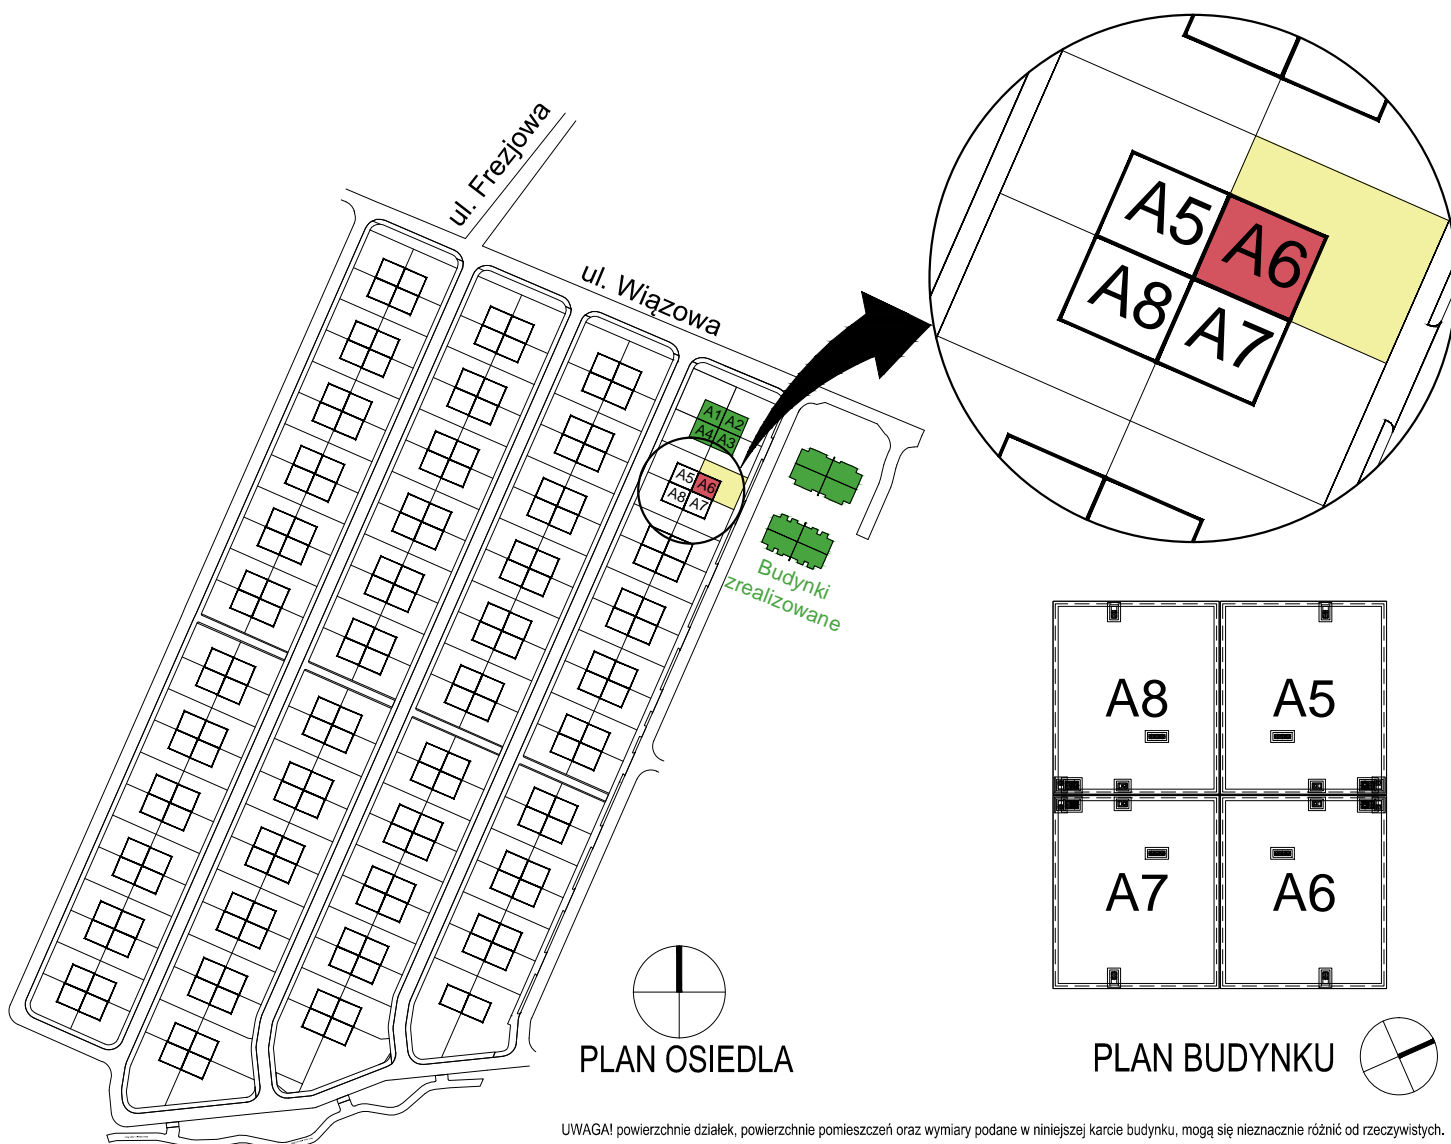 ul. Frezjowa
ul. Wiązowa
A5
A6
A8
A7
A1 A2
A4 A3
A5 A6
A8 A7
Budynki
zrealizowane
A8 A5
A7 A6
PLAN OSIEDLA
PLAN BUDYNKU
UWAGA! powierzchnie działek, powierzchnie pomieszczeń oraz wymiary podane w niniejszej karcie budynku, mogą się nieznacznie różnić od rzeczywistych.